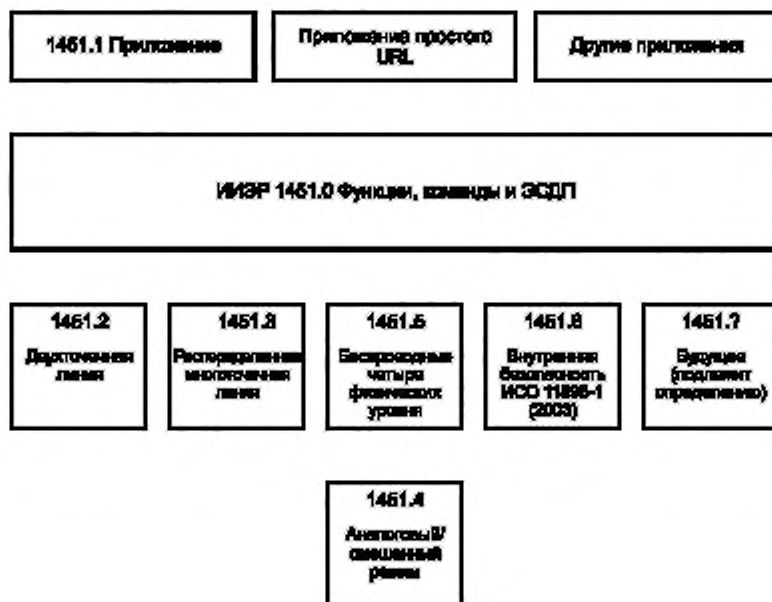 1451.1 Приложение
Приложение простого
URL
Другие приложения
ИИЭР 1451.0 Функции, команды и ЭСДП
1451.2
Двухточечная
линия
1451.3
Распределенная
многоточечная
линия
1451.5
Беспроводные
четыре
физических
уровня
1451.6
Внутренняя
безопасность
ИСО 11898-1
(2003)
1451.7
Будущее
(подлежит
определению)
1451.4
Аналоговый/
смешанный
режим